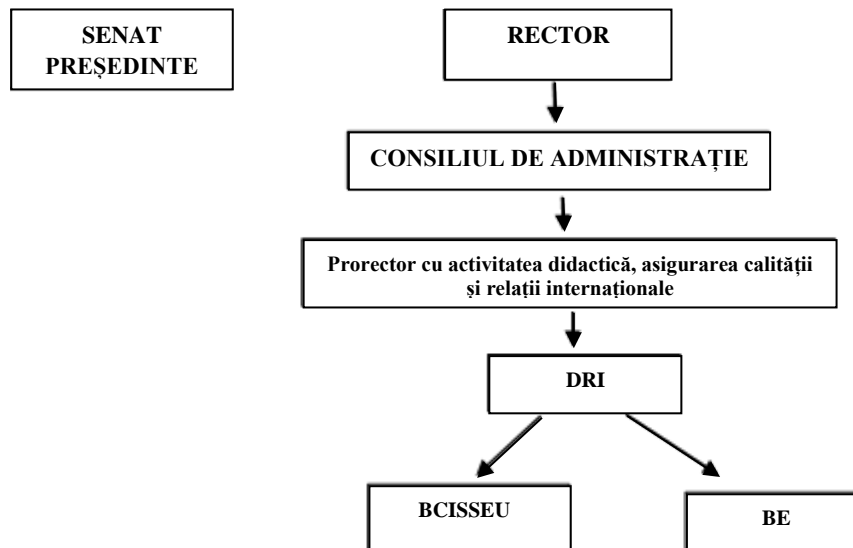 SENAT
PREȘEDINTE
RECTOR
CONSILIUL DE ADMINISTRAȚIE
Prorector cu activitatea didactică, asigurarea calității
și relații internaționale
DRI
BCISSEU
BE